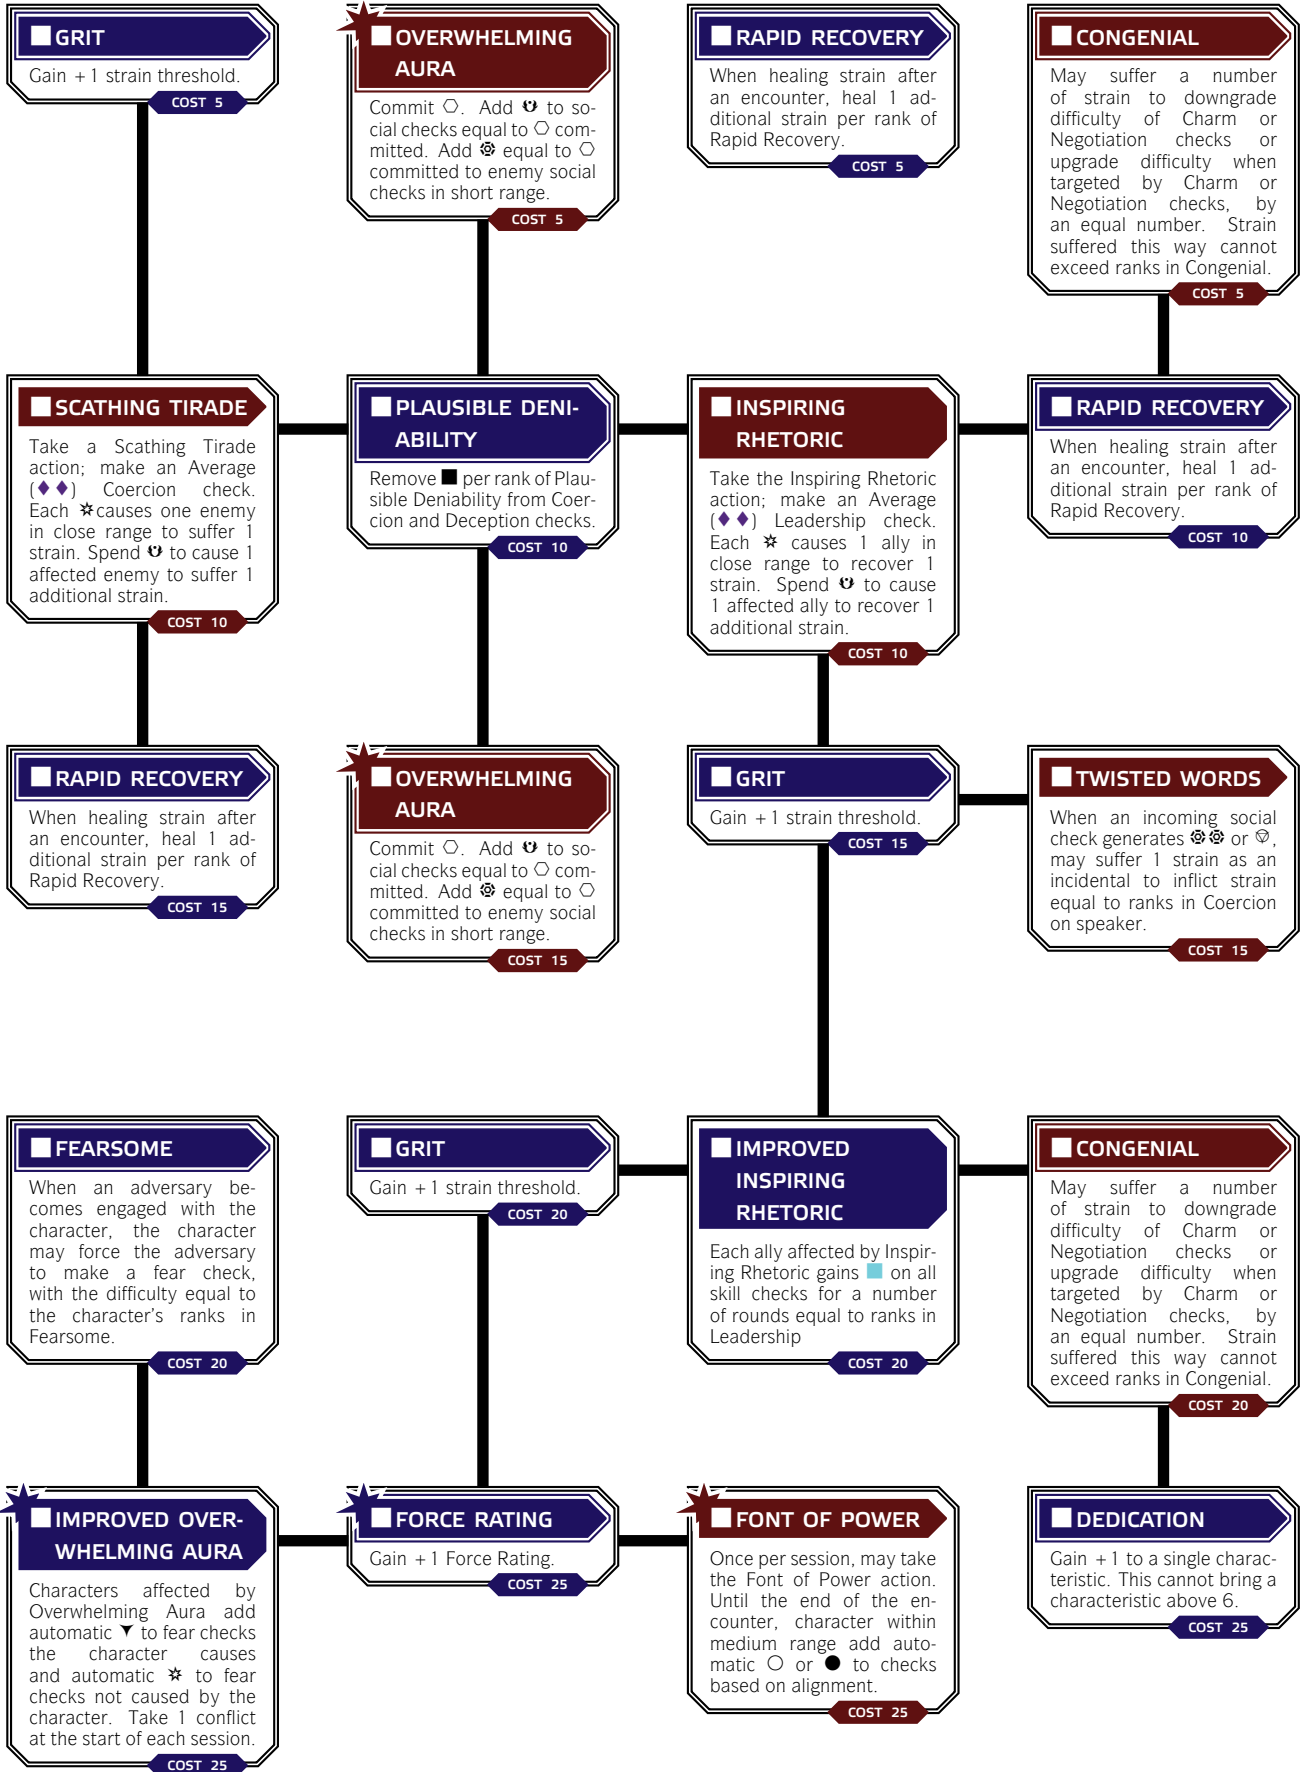 GRIT
Gain +1 strain threshold.
COST 5
OVERWHELMING
AURA
Commit ⬡. Add to so-
cial checks equal to ⬡ com-
mitted. Add equal to ⬡
committed to enemy social
checks in short range.
COST 5
RAPID RECOVERY
When healing strain after
an encounter, heal 1 ad-
ditional strain per rank of
Rapid Recovery.
COST 5
CONGENIAL
May suffer a number
of strain to downgrade
difficulty of Charm or
Negotiation checks or
upgrade difficulty when
targeted by Charm or
Negotiation checks, by
an equal number. Strain
suffered this way cannot
exceed ranks in Congenial.
COST 5
SCATHING TIRADE
Take a Scathing Tirade
action; make an Average
(♦♦) Coercion check.
Each causes one enemy
in close range to suffer 1
strain. Spend to cause 1
affected enemy to suffer 1
additional strain.
COST 10
PLAUSIBLE DENI-
ABILITY
Remove ■ per rank of Plau-
sible Deniability from Coer-
cion and Deception checks.
COST 10
INSPIRING
RHETORIC
Take the Inspiring Rhetoric
action; make an Average
(♦♦) Leadership check.
Each causes 1 ally in
close range to recover 1
strain. Spend to cause
1 affected ally to recover 1
additional strain.
COST 10
RAPID RECOVERY
When healing strain after
an encounter, heal 1 ad-
ditional strain per rank of
Rapid Recovery.
COST 10
RAPID RECOVERY
When healing strain after
an encounter, heal 1 ad-
ditional strain per rank of
Rapid Recovery.
COST 15
OVERWHELMING
AURA
Commit ⬡. Add to so-
cial checks equal to ⬡ com-
mitted. Add equal to ⬡
committed to enemy social
checks in short range.
COST 15
GRIT
Gain +1 strain threshold.
COST 15
TWISTED WORDS
When an incoming social
check generates or ,
may suffer 1 strain as an
incidental to inflict strain
equal to ranks in Coercion
on speaker.
COST 15
FEARSOME
When an adversary be-
comes engaged with the
character, the character
may force the adversary
to make a fear check,
with the difficulty equal to
the character's ranks in
Fearsome.
COST 20
GRIT
Gain +1 strain threshold.
COST 20
IMPROVED
INSPIRING
RHETORIC
Each ally affected by Inspir-
ing Rhetoric gains ■ on all
skill checks for a number
of rounds equal to ranks in
Leadership
COST 20
CONGENIAL
May suffer a number
of strain to downgrade
difficulty of Charm or
Negotiation checks or
upgrade difficulty when
targeted by Charm or
Negotiation checks, by
an equal number. Strain
suffered this way cannot
exceed ranks in Congenial.
COST 20
IMPROVED OVER-
WHELMING AURA
Characters affected by
Overwhelming Aura add
automatic to fear checks
the character causes
and automatic to fear
checks not caused by the
character. Take 1 conflict
at the start of each session.
COST 25
FORCE RATING
Gain +1 Force Rating.
COST 25
FONT OF POWER
Once per session, may take
the Font of Power action.
Until the end of the en-
counter, character within
medium range add auto-
matic ○ or ● to checks
based on alignment.
COST 25
DEDICATION
Gain +1 to a single charac-
teristic. This cannot bring a
characteristic above 6.
COST 25